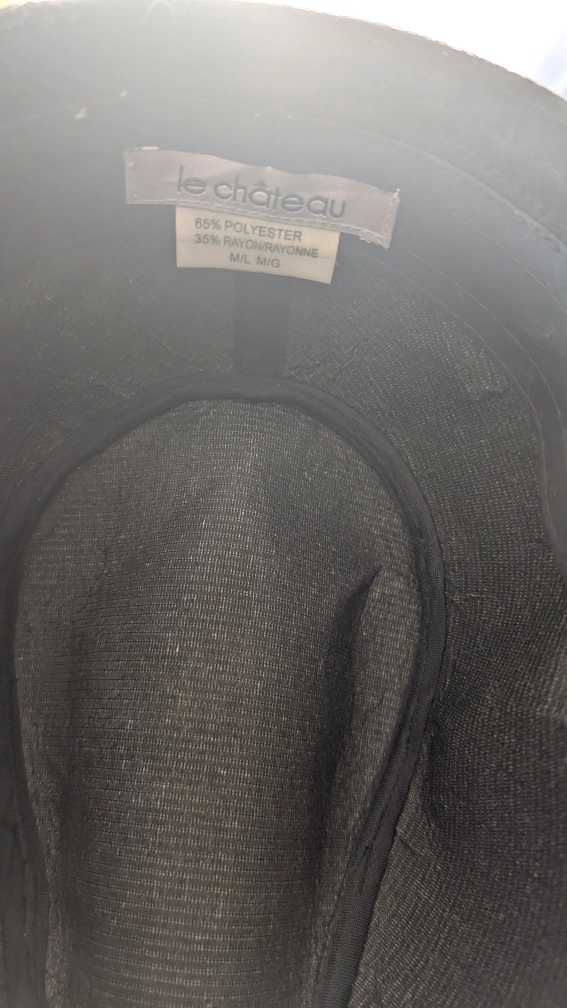 le château
65% POLYESTER
35% RAYON/RAYONNE
M/L M/G